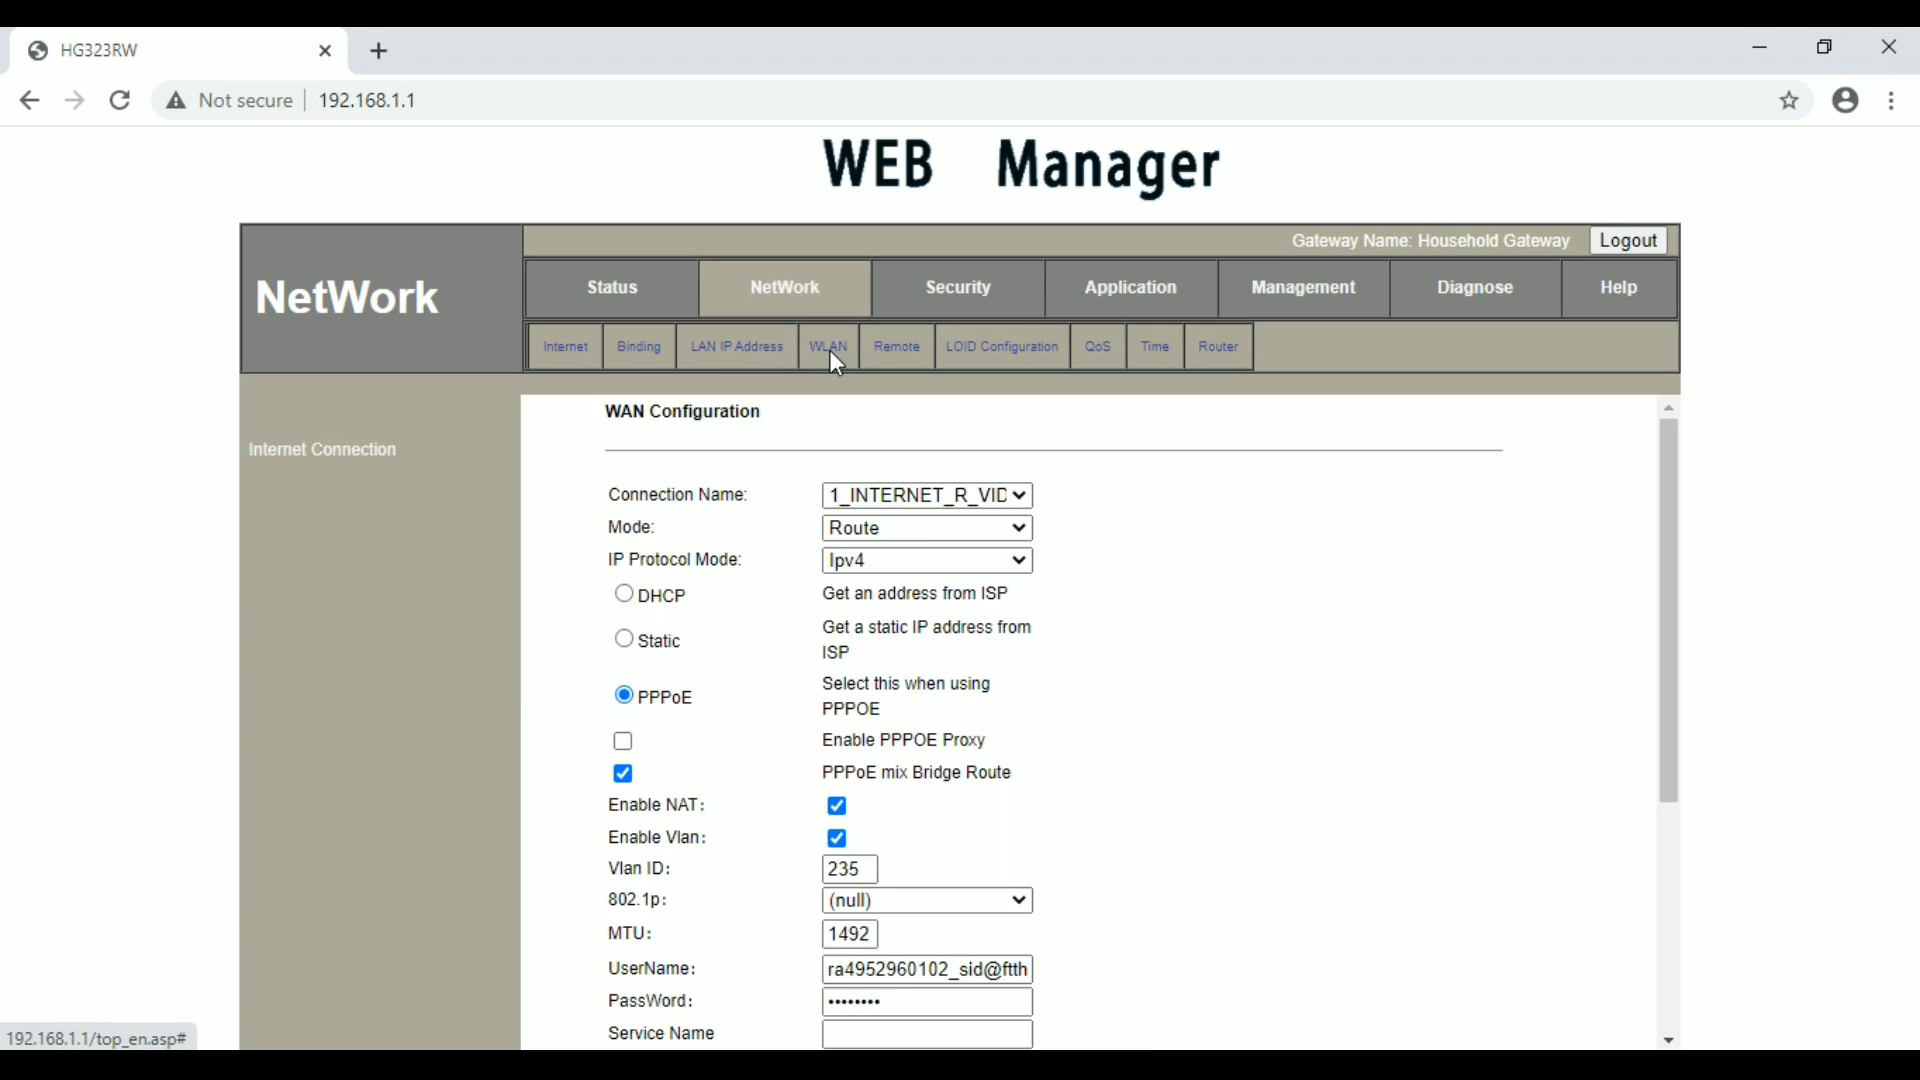 HG323RW
Not secure 192.168.1.1
WEB Manager
Gateway Name: Household Gateway Logout
NetWork
Status NetWork Security Application Management Diagnose Help
Internet Binding LAN IP Address WLAN Remote LOID Configuration QoS Time Router
WAN Configuration
Internet Connection
Connection Name: 1_INTERNET_R_VID
Mode: Route
IP Protocol Mode: Ipv4
DHCP Get an address from ISP
Static Get a static IP address from
ISP
PPPoE Select this when using
PPPOE
Enable PPPOE Proxy
PPPoE mix Bridge Route
Enable NAT:
Enable Vlan:
Vlan ID: 235
802.1p: (null)
MTU: 1492
UserName: ra4952960102_sid@ftth
PassWord: ••••••••
Service Name
192.168.1.1/top_en.asp#